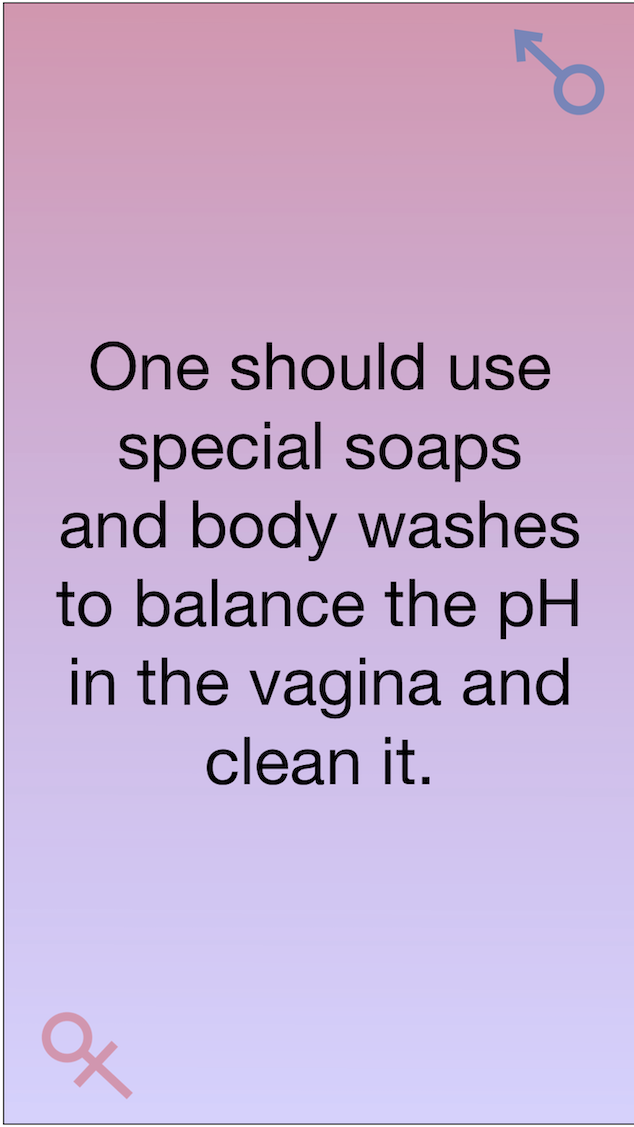 One should use
special soaps
and body washes
to balance the pH
in the vagina and
clean it.